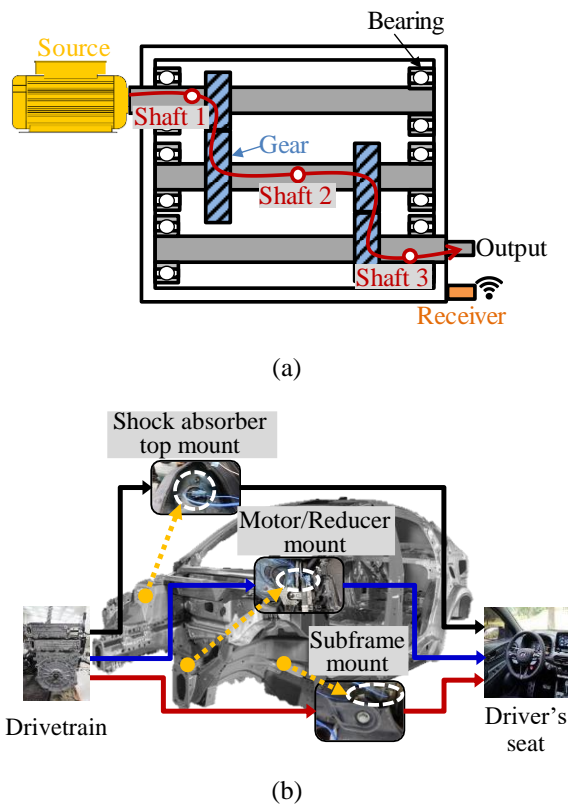 Bearing
Source
Shaft 1
Gear
Shaft 2
Output
Shaft 3
Receiver
(a)
Shock absorber
top mount
Motor/Reducer
mount
Subframe
mount
Drivetrain
Driver's
seat
(b)